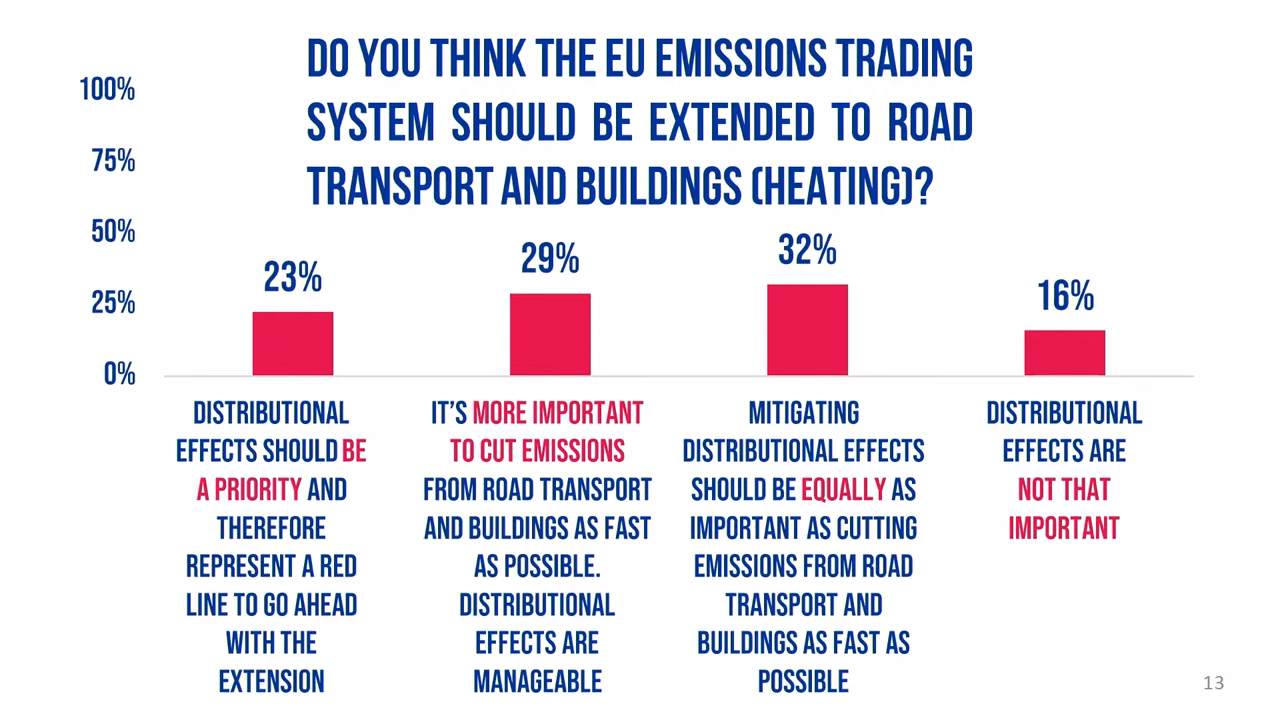 DO YOU THINK THE EU EMISSIONS TRADING
SYSTEM SHOULD BE EXTENDED TO ROAD
TRANSPORT AND BUILDINGS (HEATING)?
100%
75%
50%
25%
0%
23%
29%
32%
16%
DISTRIBUTIONAL
EFFECTS SHOULD BE
A PRIORITY AND
THEREFORE
REPRESENT A RED
LINE TO GO AHEAD
WITH THE
EXTENSION
IT'S MORE IMPORTANT
TO CUT EMISSIONS
FROM ROAD TRANSPORT
AND BUILDINGS AS FAST
AS POSSIBLE.
DISTRIBUTIONAL
EFFECTS ARE
MANAGEABLE
MITIGATING
DISTRIBUTIONAL EFFECTS
SHOULD BE EQUALLY AS
IMPORTANT AS CUTTING
EMISSIONS FROM ROAD
TRANSPORT AND
BUILDINGS AS FAST AS
POSSIBLE
DISTRIBUTIONAL
EFFECTS ARE
NOT THAT
IMPORTANT
13